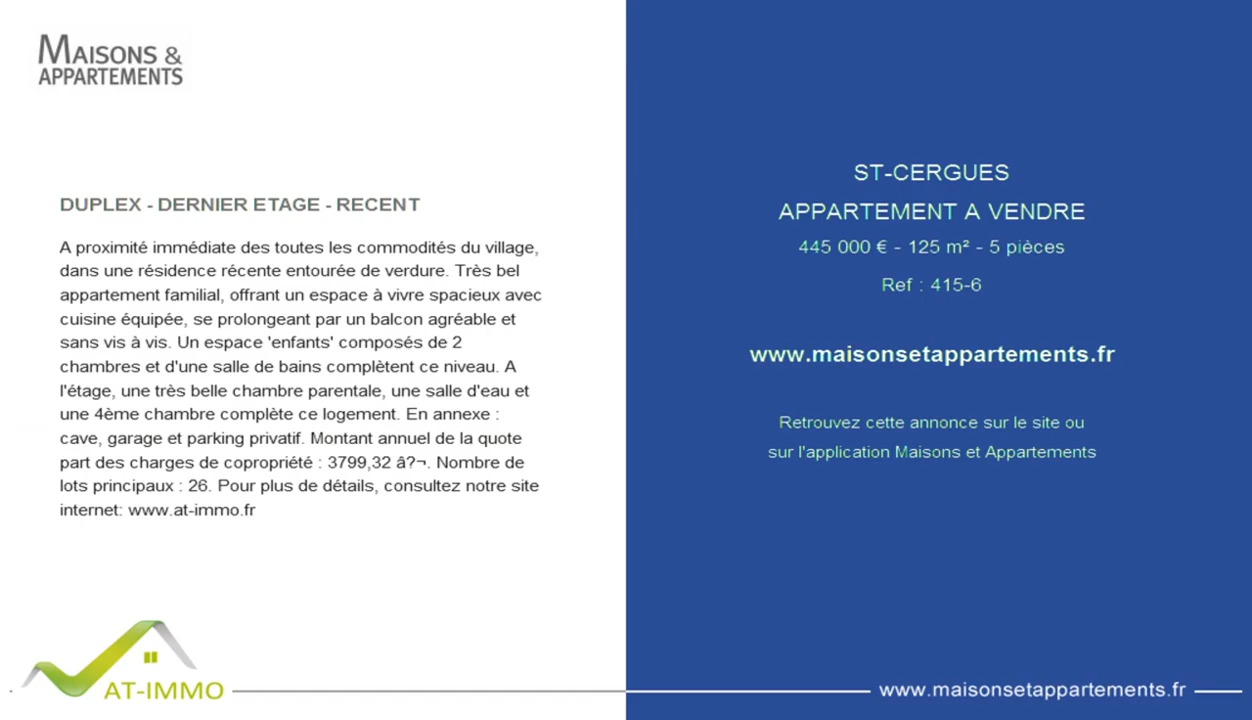 MAISONS &
APPARTEMENTS
DUPLEX - DERNIER ETAGE - RECENT
A proximité immédiate des toutes les commodités du village,
dans une résidence récente entourée de verdure. Très bel
appartement familial, offrant un espace à vivre spacieux avec
cuisine équipée, se prolongeant par un balcon agréable et
sans vis à vis. Un espace 'enfants' composés de 2
chambres et d'une salle de bains complètent ce niveau. A
l'étage, une très belle chambre parentale, une salle d'eau et
une 4ème chambre complète ce logement. En annexe :
cave, garage et parking privatif. Montant annuel de la quote
part des charges de copropriété : 3799,32 â?¬. Nombre de
lots principaux : 26. Pour plus de détails, consultez notre site
internet: www.at-immo.fr
AT-IMMO
ST-CERGUES
APPARTEMENT A VENDRE
445 000 € - 125 m² - 5 pièces
Ref : 415-6
www.maisonsetappartements.fr
Retrouvez cette annonce sur le site ou
sur l'application Maisons et Appartements
www.maisonsetappartements.fr